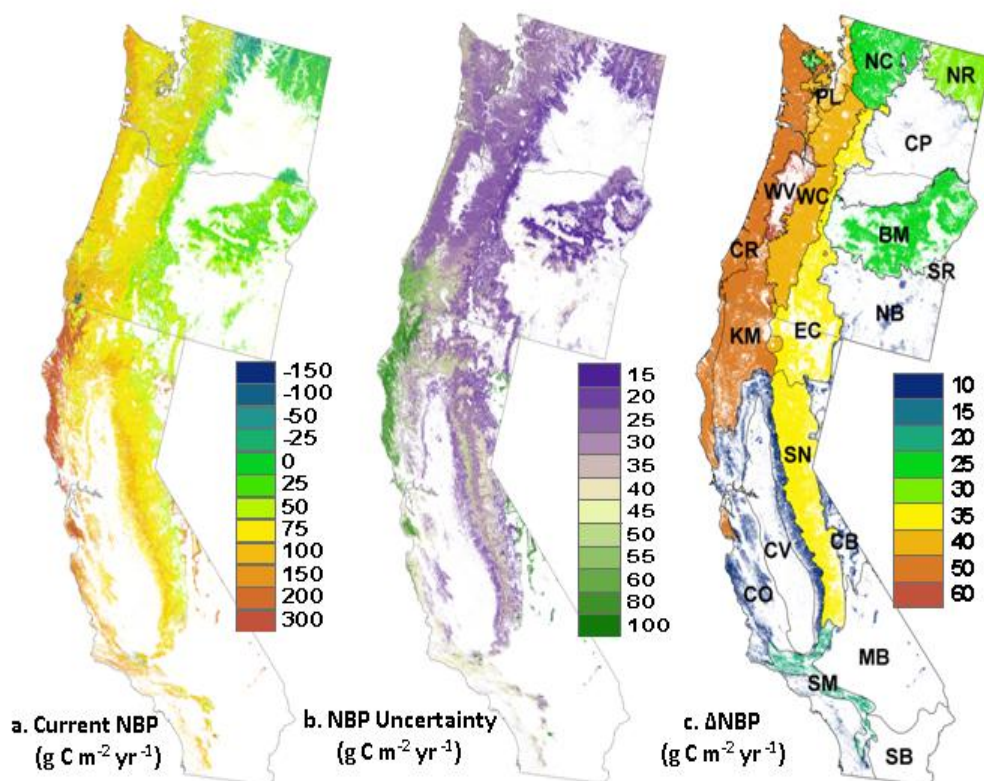 NC
NR
PL
CP
WV
WC
BM
CR
SR
NB
KM
EC
-150
-100
-50
-25
0
25
50
75
100
150
200
300
15
20
25
30
35
40
45
50
55
60
80
100
10
15
20
25
30
35
40
50
60
SN
CV
CB
CO
MB
SM
SB
a. Current NBP
(g C m-2 yr-1)
b. NBP Uncertainty
(g C m-2 yr-1)
c. ΔNBP
(g C m-2 yr-1)